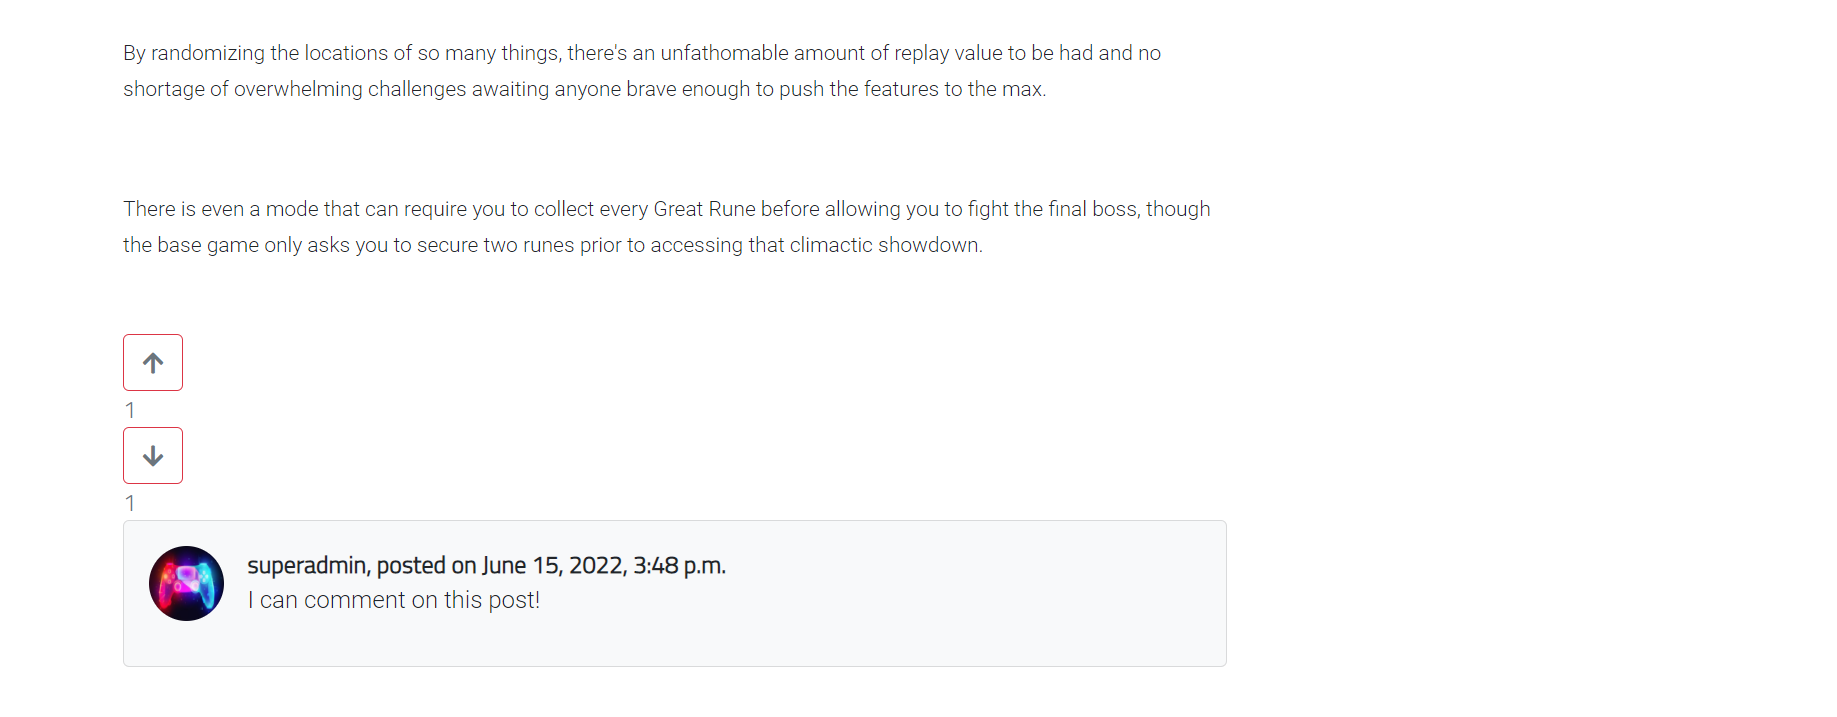 By randomizing the locations of so many things, there's an unfathomable amount of replay value to be had and no
shortage of overwhelming challenges awaiting anyone brave enough to push the features to the max.
There is even a mode that can require you to collect every Great Rune before allowing you to fight the final boss, though
the base game only asks you to secure two runes prior to accessing that climactic showdown.
1
1
superadmin, posted on June 15, 2022, 3:48 p.m.
I can comment on this post!